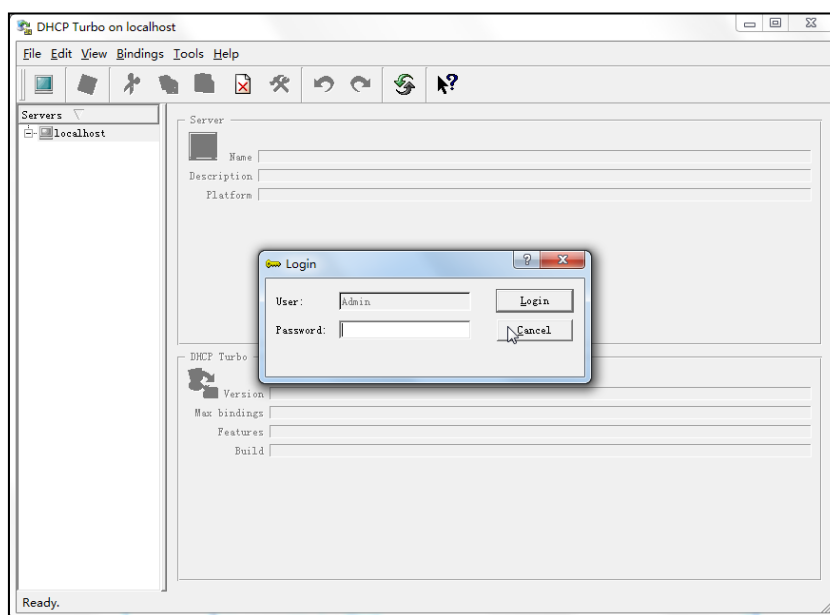 DHCP Turbo on localhost
File Edit View Bindings Tools Help
Servers
localhost
Server
Name
Description
Platform
Login
User: Admin Login
Password: Cancel
DHCP Turbo
Version
Max bindings
Features
Build
Ready.